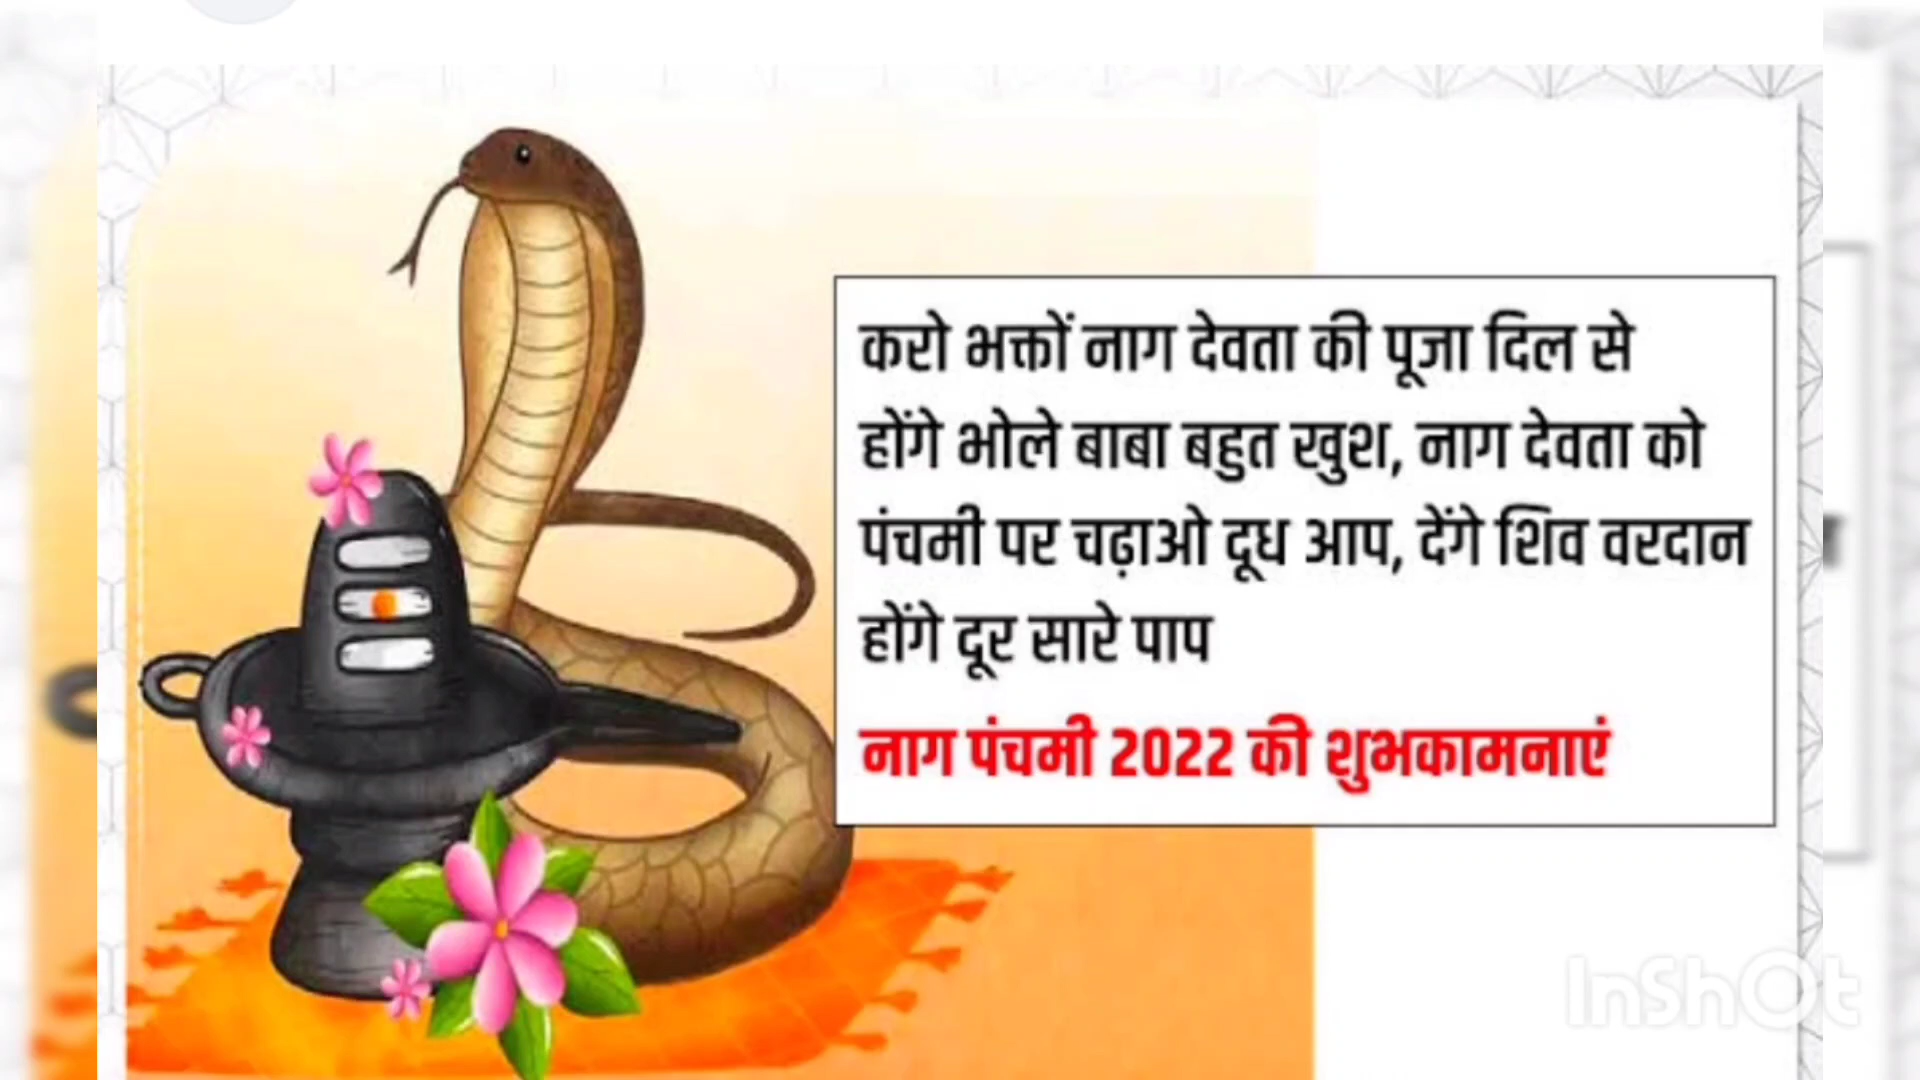 करो भक्तों नाग देवता की पूजा दिल से
होंगे भोले बाबा बहुत खुश, नाग देवता को
पंचमी पर चढ़ाओ दूध आप, देंगे शिव वरदान
होंगे दूर सारे पाप
नाग पंचमी 2022 की शुभकामनाएं
InShOt